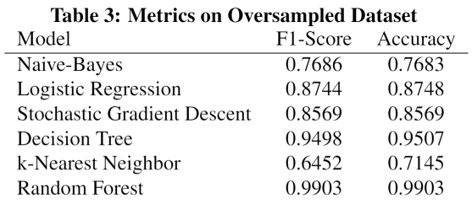 Table 3: Metrics on Oversampled Dataset
Model F1-Score Accuracy
Naive-Bayes 0.7686 0.7683
Logistic Regression 0.8744 0.8748
Stochastic Gradient Descent 0.8569 0.8569
Decision Tree 0.9498 0.9507
k-Nearest Neighbor 0.6452 0.7145
Random Forest 0.9903 0.9903